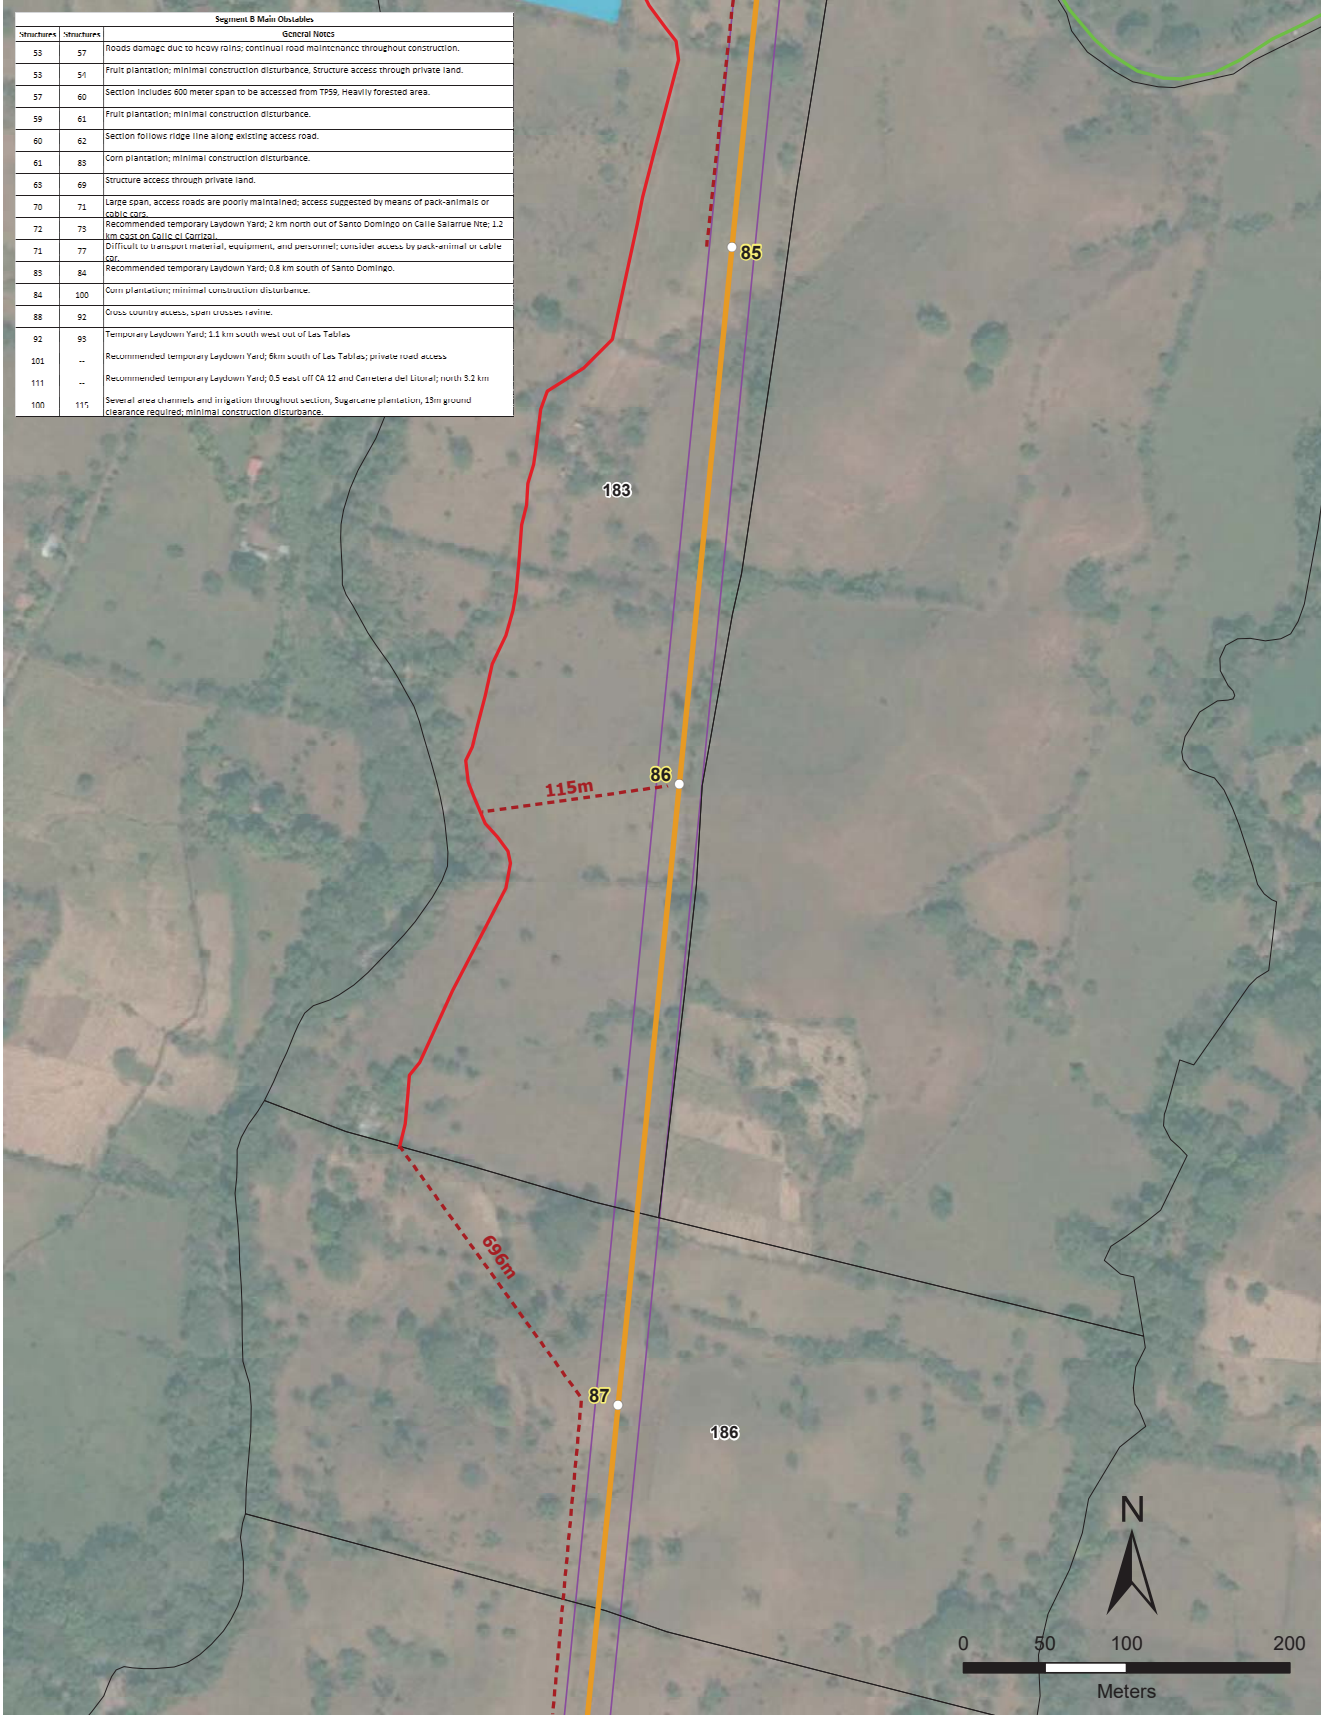 Segment B Main Obstables
Structures Structures General Notes
53 57 Roads damage due to heavy rains; continual road maintenance throughout construction.
53 54 Fruit plantation; minimal construction disturbance, Structure access through private land.
57 60 Section includes 600 meter span to be accessed from TP59, Heavily forested area.
59 61 Fruit plantation; minimal construction disturbance.
60 62 Section follows ridge line along existing access road.
61 83 Corn plantation; minimal construction disturbance.
63 69 Structure access through private land.
70 71 Large span, access roads are poorly maintained; access suggested by means of pack-animals or
cable cars.
72 73 Recommended temporary Laydown Yard; 2 km north out of Santo Domingo on Calle Salarrue Nte; 1.2
km east on Calle el Carrizal.
71 77 Difficult to transport material, equipment, and personnel; consider access by pack-animal or cable
car.
83 84 Recommended temporary Laydown Yard; 0.8 km south of Santo Domingo.
84 100 Corn plantation; minimal construction disturbance.
88 92 Cross country access, span crosses ravine.
92 93 Temporary Laydown Yard; 1.1 km south west out of Las Tablas
101 -- Recommended temporary Laydown Yard; 6km south of Las Tablas; private road access
111 -- Recommended temporary Laydown Yard; 0.5 east off CA 12 and Carretera del Litoral; north 3.2 km
100 115 Several area channels and irrigation throughout section, Sugarcane plantation, 13m ground
clearance required; minimal construction disturbance.
85
183
86
115m
696m
87
186
N
0 50 100 200
Meters